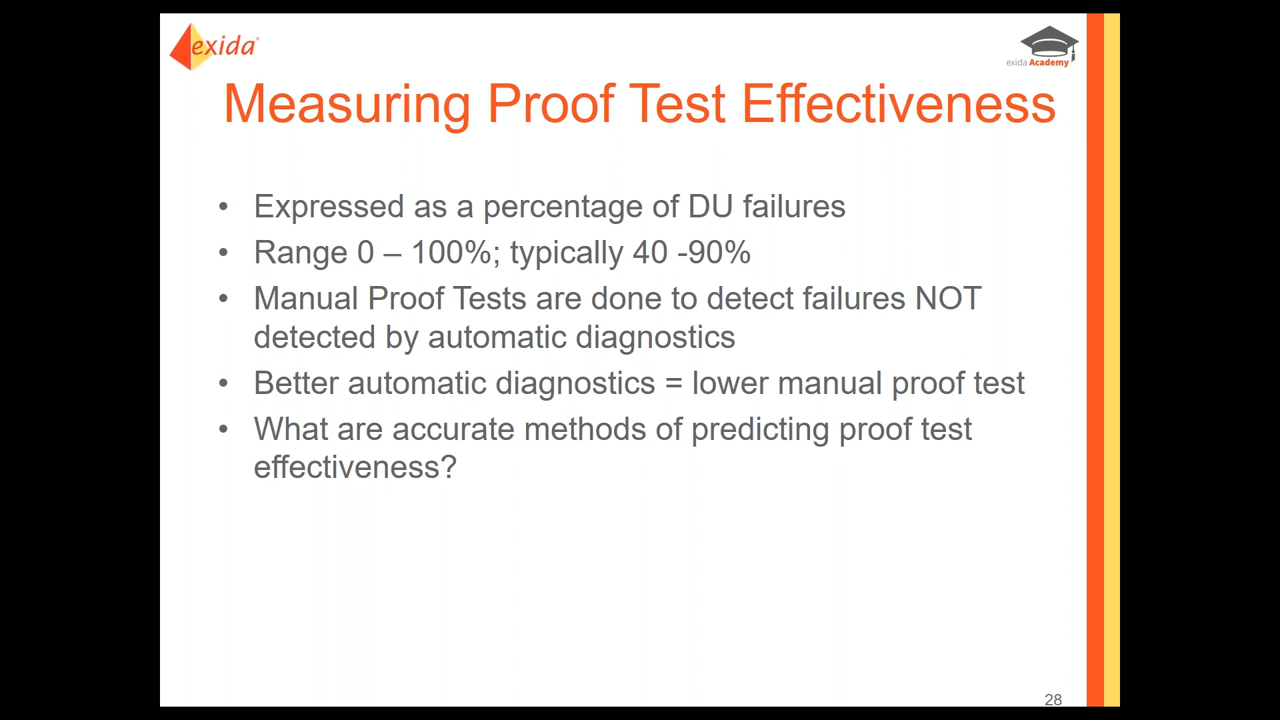 exida
exida Academy
Measuring Proof Test Effectiveness
• Expressed as a percentage of DU failures
• Range 0 – 100%; typically 40 -90%
• Manual Proof Tests are done to detect failures NOT
detected by automatic diagnostics
• Better automatic diagnostics = lower manual proof test
• What are accurate methods of predicting proof test
effectiveness?
28